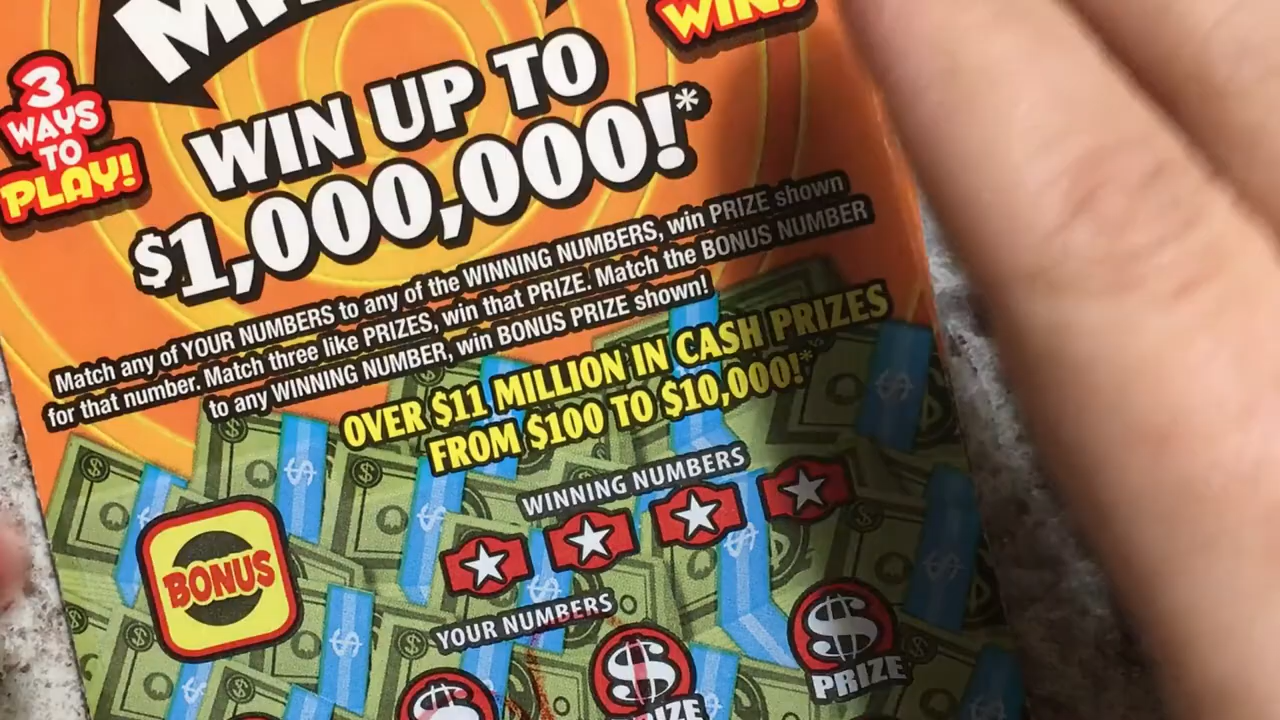 WIN!
3
WAYS
TO
PLAY!
WIN UP TO
$1,000,000!*
Match any of YOUR NUMBERS to any of the WINNING NUMBERS, win PRIZE shown
for that number. Match three like PRIZES, win that PRIZE. Match the BONUS NUMBER
to any WINNING NUMBER, win BONUS PRIZE shown!
OVER $11 MILLION IN CASH PRIZES
FROM $100 TO $10,000!*
WINNING NUMBERS
BONUS
YOUR NUMBERS
$
PRIZE
$
PRIZE
$